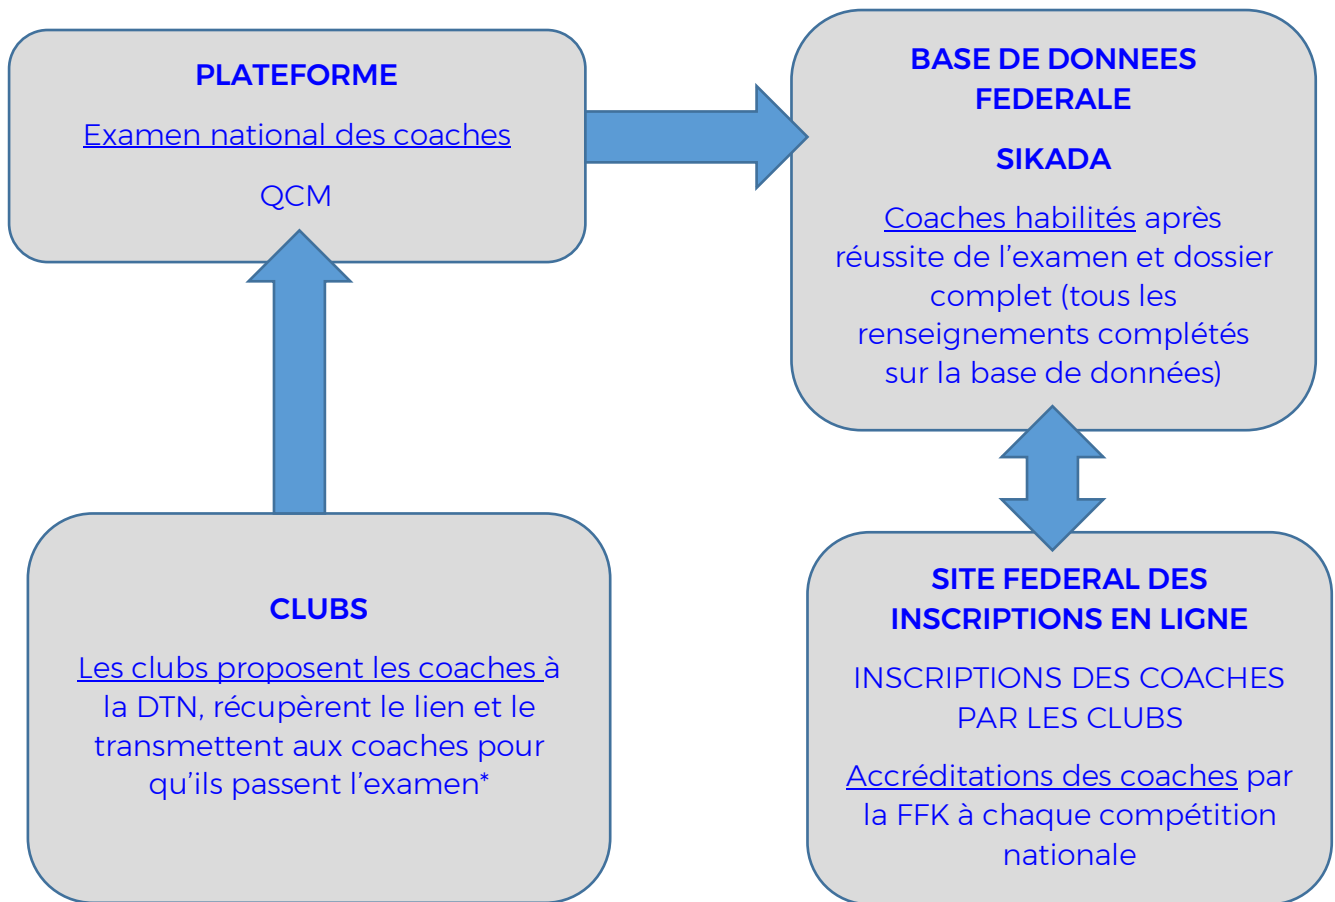 PLATEFORME
Examen national des coaches
QCM
BASE DE DONNEES
FEDERALE
SIKADA
Coaches habilités après
réussite de l’examen et dossier
complet (tous les
renseignements complétés
sur la base de données)
CLUBS
Les clubs proposent les coaches à
la DTN, récupèrent le lien et le
transmettent aux coaches pour
qu’ils passent l’examen*
SITE FEDERAL DES
INSCRIPTIONS EN LIGNE
INSCRIPTIONS DES COACHES
PAR LES CLUBS
Accréditations des coaches par
la FFK à chaque compétition
nationale